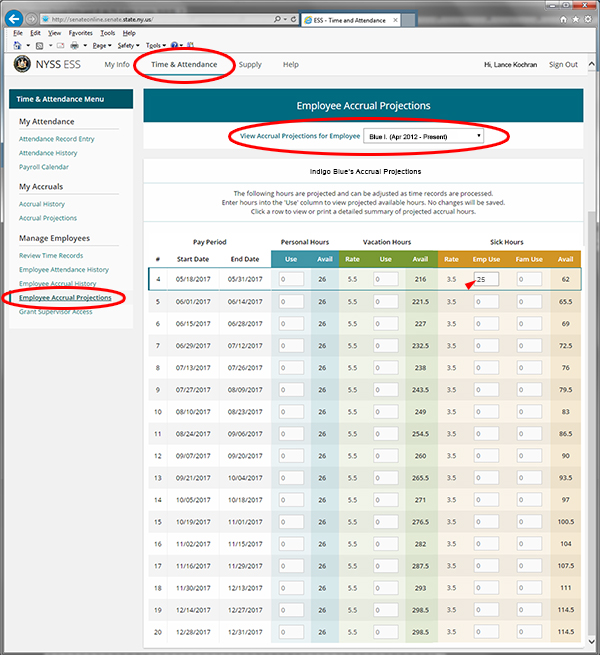 http://senateonline.senate.state.ny.us/
ESS - Time and Attendance
File Edit View Favorites Tools Help
Page Safety Tools
NYSS ESS My Info Time & Attendance Supply Help Hi, Lance Kochran Sign Out
Time & Attendance Menu
My Attendance
Attendance Record Entry
Attendance History
Payroll Calendar
My Accruals
Accrual History
Accrual Projections
Manage Employees
Review Time Records
Employee Attendance History
Employee Accrual History
Employee Accrual Projections
Grant Supervisor Access
Employee Accrual Projections
View Accrual Projections for Employee Blue I. (Apr 2012 - Present)
Indigo Blue's Accrual Projections
The following hours are projected and can be adjusted as time records are processed.
Enter hours into the 'Use' column to view projected available hours. No changes will be saved.
Click a row to view or print a detailed summary of projected accrual hours.
Pay Period Personal Hours Vacation Hours Sick Hours
# Start Date End Date Use Avail Rate Use Avail Rate Emp Use Fam Use Avail
4 05/18/2017 05/31/2017 0 26 5.5 0 216 3.5 .25 0 62
5 06/01/2017 06/14/2017 0 26 5.5 0 221.5 3.5 0 0 65.5
6 06/15/2017 06/28/2017 0 26 5.5 0 227 3.5 0 0 69
7 06/29/2017 07/12/2017 0 26 5.5 0 232.5 3.5 0 0 72.5
8 07/13/2017 07/26/2017 0 26 5.5 0 238 3.5 0 0 76
9 07/27/2017 08/09/2017 0 26 5.5 0 243.5 3.5 0 0 79.5
10 08/10/2017 08/23/2017 0 26 5.5 0 249 3.5 0 0 83
11 08/24/2017 09/06/2017 0 26 5.5 0 254.5 3.5 0 0 86.5
12 09/07/2017 09/20/2017 0 26 5.5 0 260 3.5 0 0 90
13 09/21/2017 10/04/2017 0 26 5.5 0 265.5 3.5 0 0 93.5
14 10/05/2017 10/18/2017 0 26 5.5 0 271 3.5 0 0 97
15 10/19/2017 11/01/2017 0 26 5.5 0 276.5 3.5 0 0 100.5
16 11/02/2017 11/15/2017 0 26 5.5 0 282 3.5 0 0 104
17 11/16/2017 11/29/2017 0 26 5.5 0 287.5 3.5 0 0 107.5
18 11/30/2017 12/13/2017 0 26 5.5 0 293 3.5 0 0 111
19 12/14/2017 12/27/2017 0 26 5.5 0 298.5 3.5 0 0 114.5
20 12/28/2017 12/31/2017 0 26 5.5 0 298.5 3.5 0 0 114.5